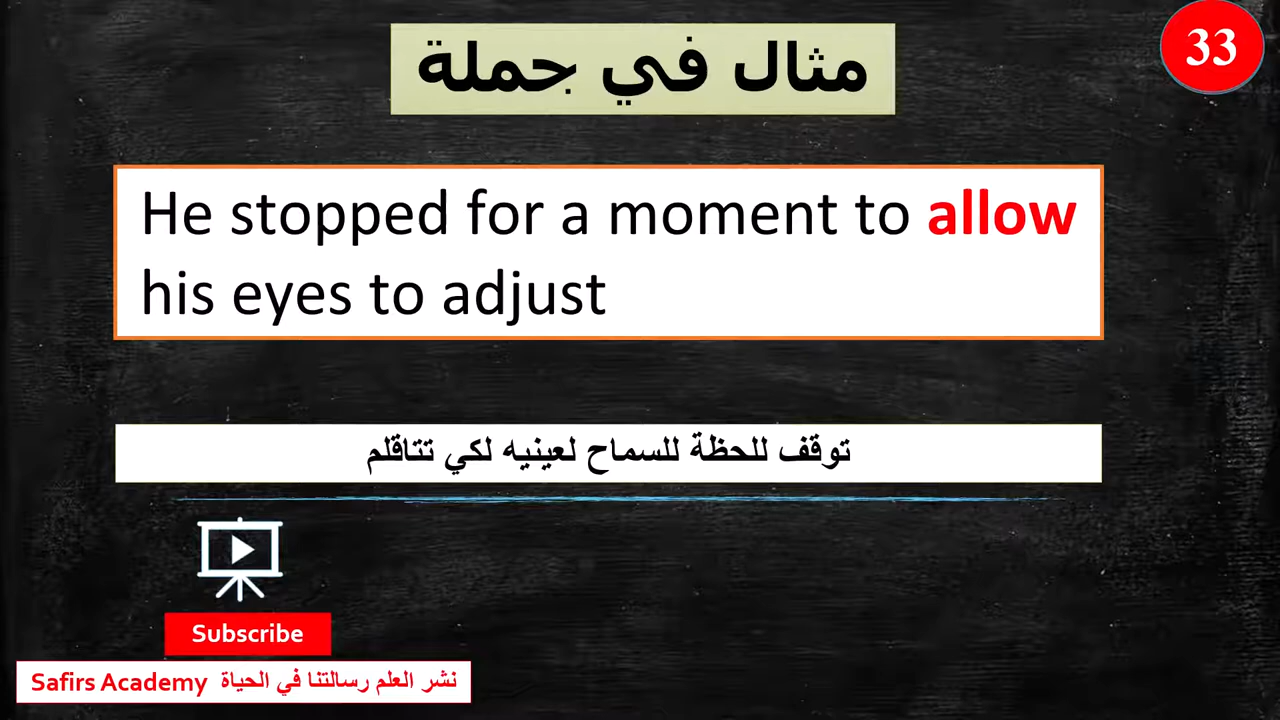 33
مثال في جملة
He stopped for a moment to allow
his eyes to adjust
توقف للحظة للسماح لعينيه لكي تتاقلم
Subscribe
Safirs Academy نشر العلم رسالتنا في الحياة